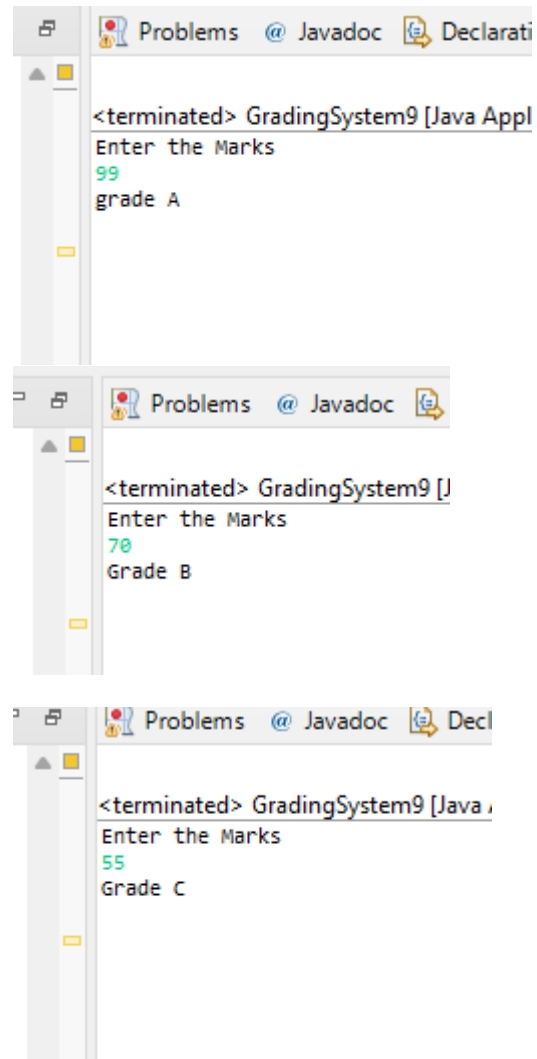 Problems @ Javadoc Declarati
<terminated> GradingSystem9 [Java Appl
Enter the Marks
99
grade A
Problems @ Javadoc
<terminated> GradingSystem9 [J
Enter the Marks
70
Grade B
Problems @ Javadoc Decl
<terminated> GradingSystem9 [Java A
Enter the Marks
55
Grade C